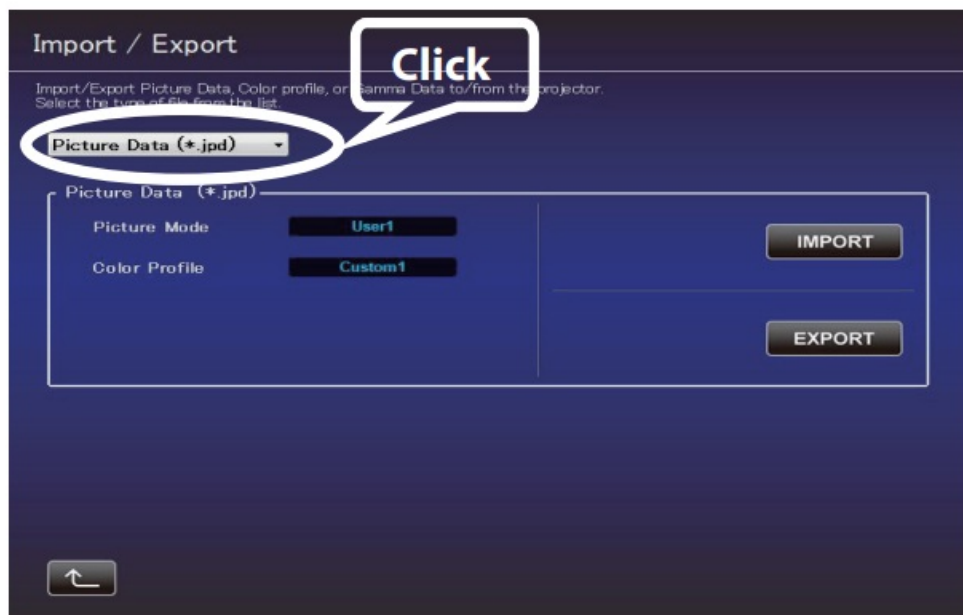 Import / Export
Click
Import/Export Picture Data, Color profile, or Gamma Data to/from the projector.
Select the type of file from the list.
Picture Data (*.jpd)
Picture Data (*.jpd)
Picture Mode
User1
IMPORT
Color Profile
Custom1
EXPORT